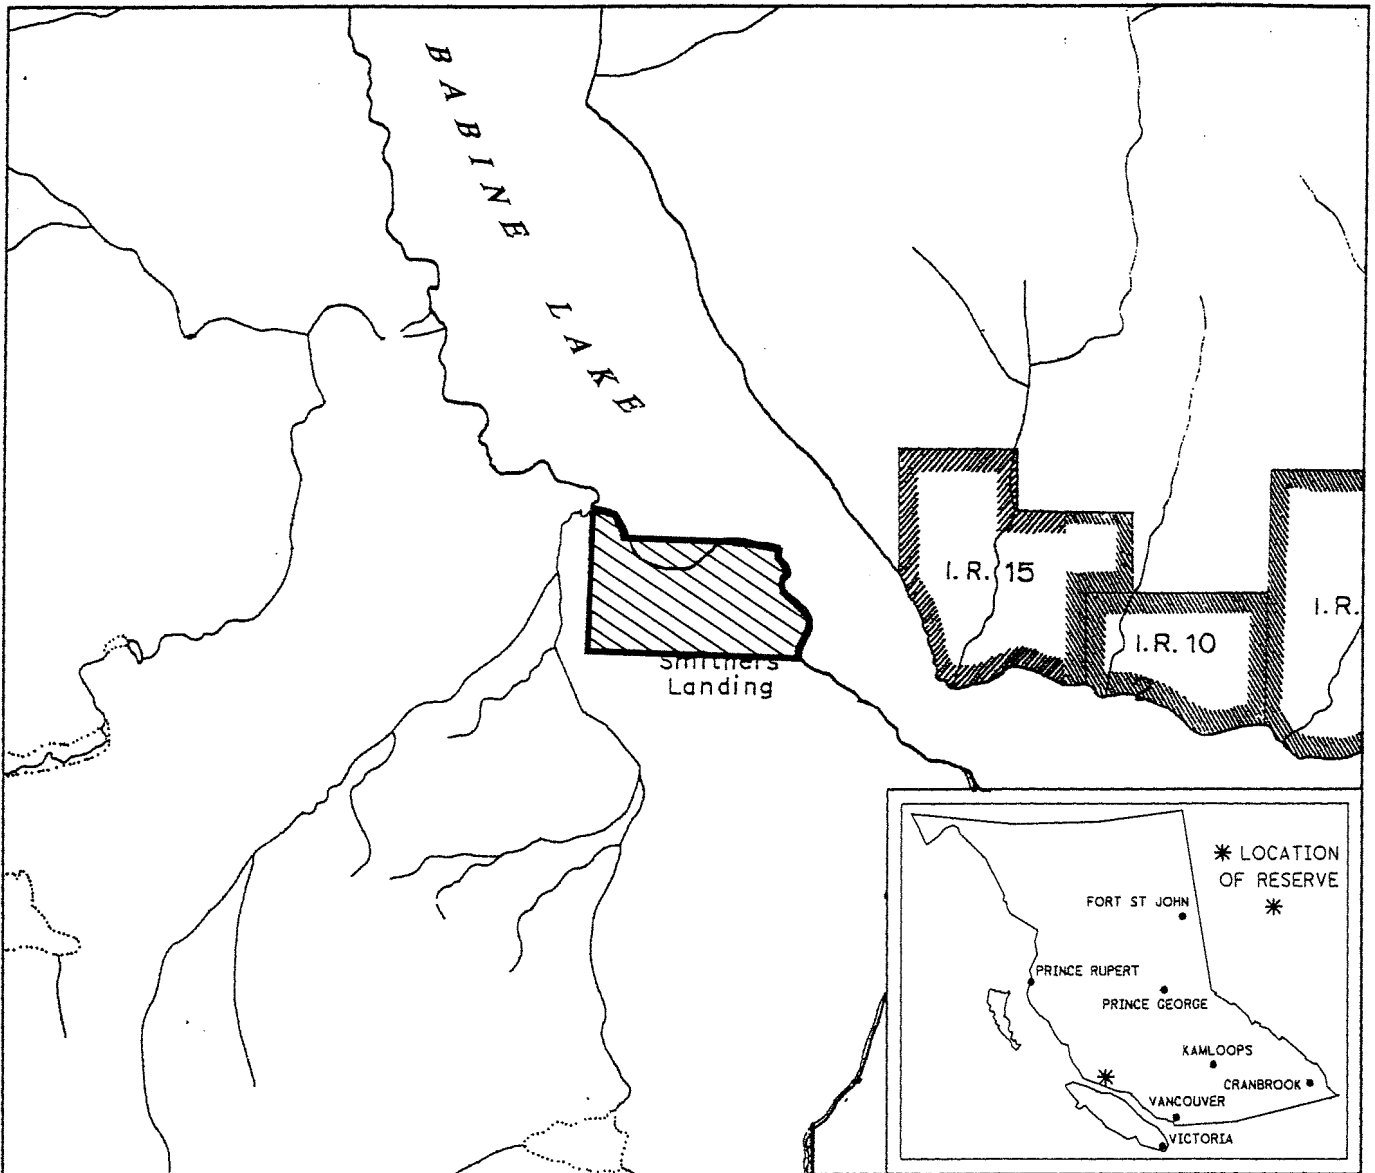 BABINE LAKE
I.R. 15
I.R. 10
I.R.
Smithers
Landing
✳ LOCATION
OF RESERVE
✳
FORT ST JOHN
PRINCE RUPERT
PRINCE GEORGE
KAMLOOPS
CRANBROOK
VANCOUVER
VICTORIA